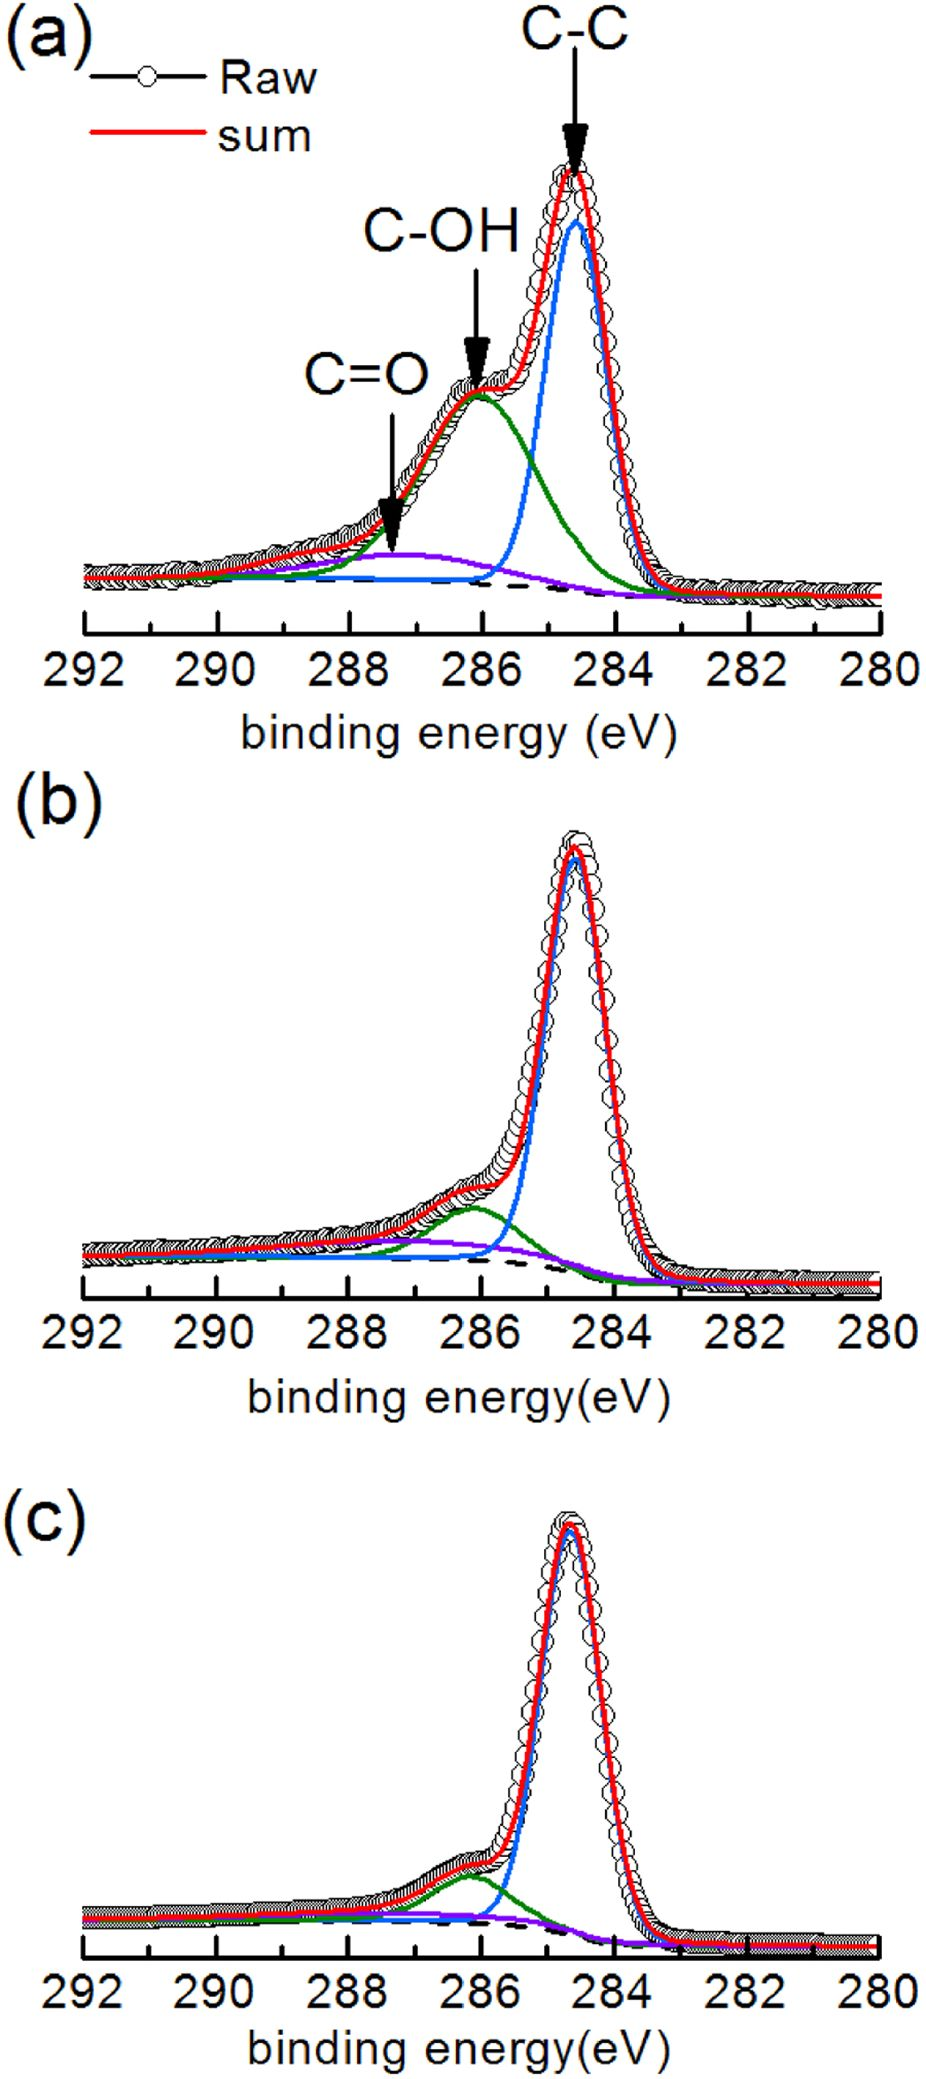 (a)
C-C
Raw
sum
C-OH
C=O
292 290 288 286 284 282 280
binding energy (eV)
(b)
292 290 288 286 284 282 280
binding energy(eV)
(c)
292 290 288 286 284 282 280
binding energy(eV)